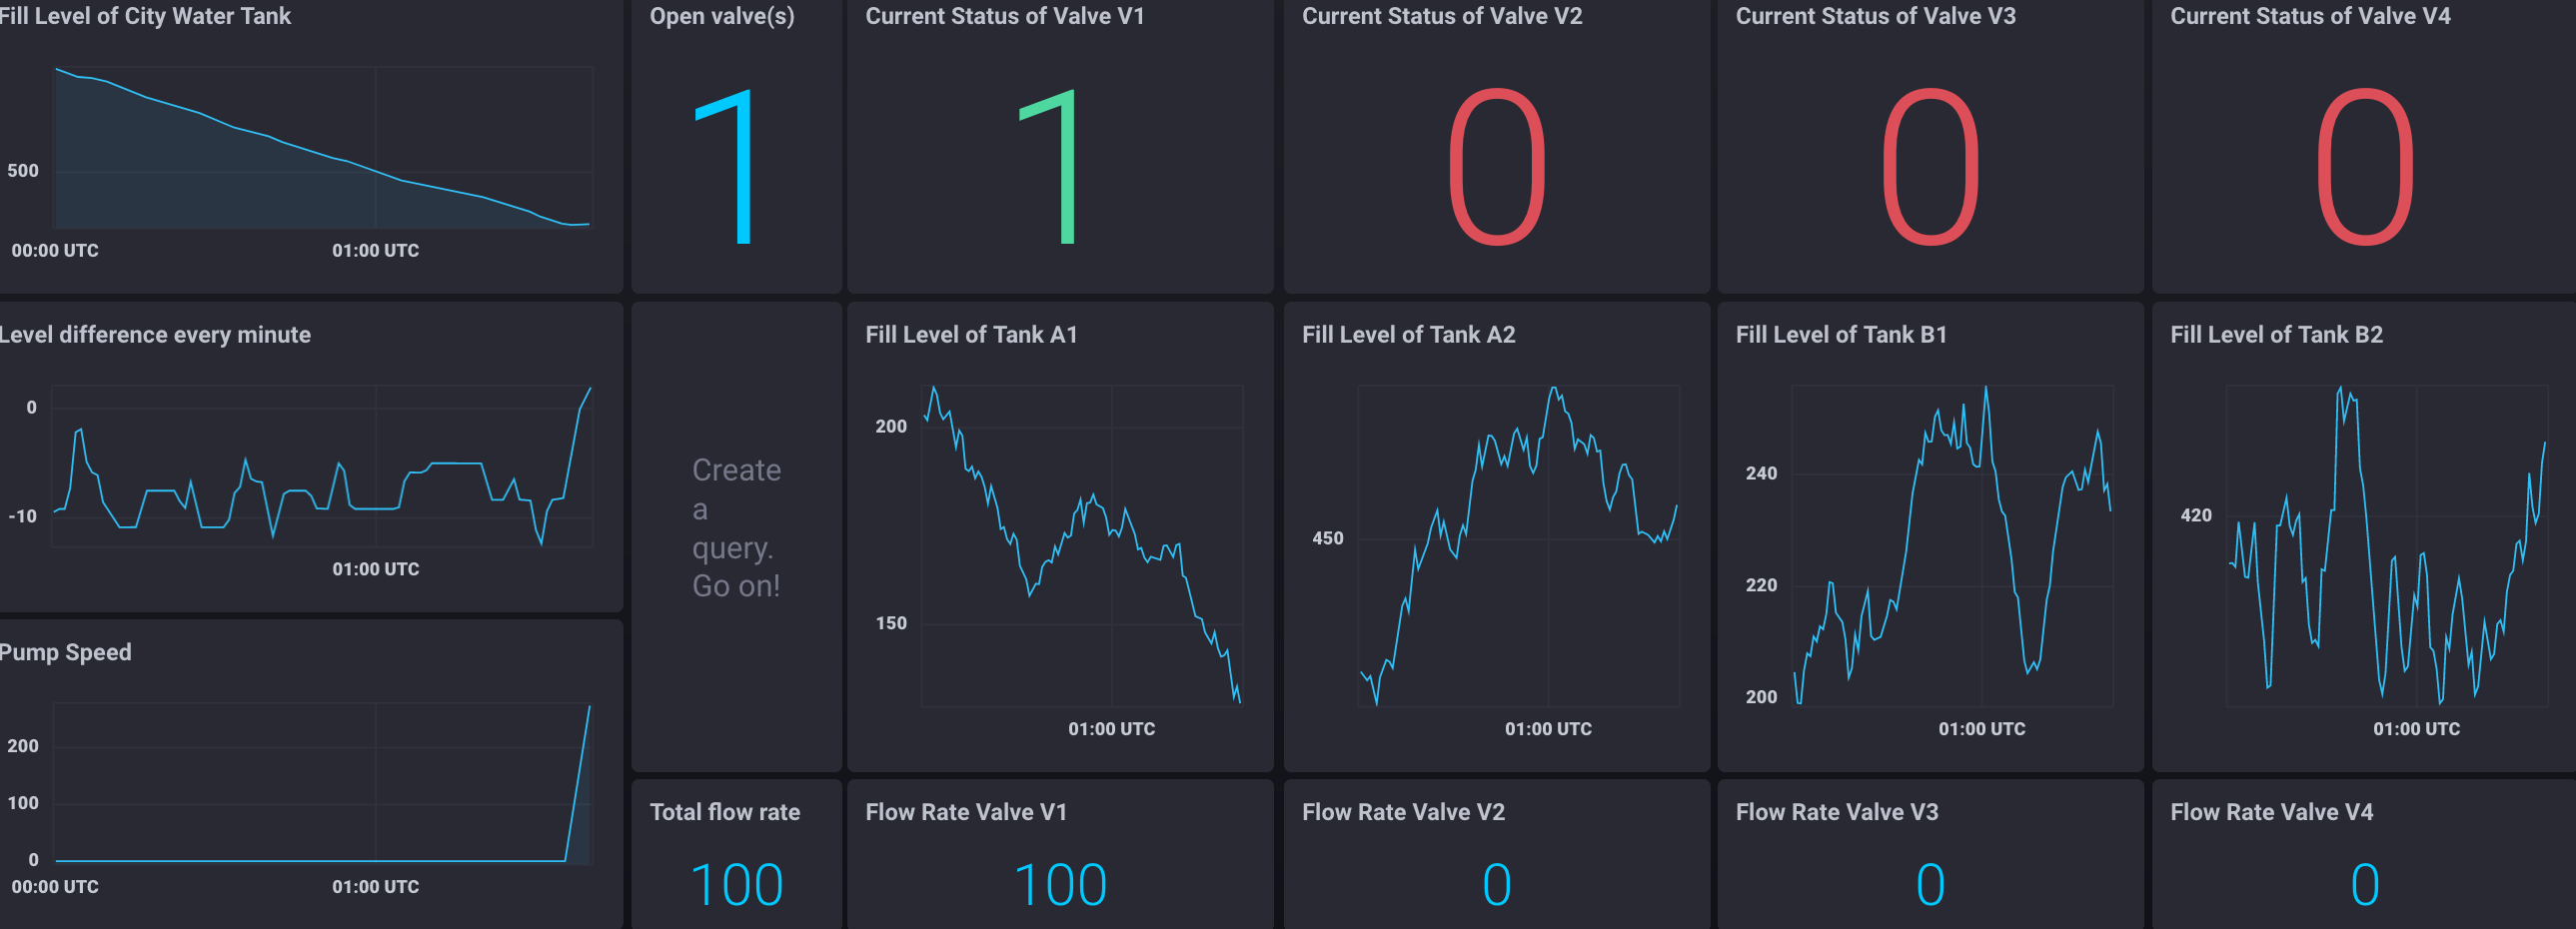 Fill Level of City Water Tank
500
00:00 UTC
01:00 UTC
Open valve(s)
1
Current Status of Valve V1
1
Current Status of Valve V2
0
Current Status of Valve V3
0
Current Status of Valve V4
0
Level difference every minute
0
-10
01:00 UTC
Pump Speed
200
100
0
00:00 UTC
01:00 UTC
Create
a
query.
Go on!
Fill Level of Tank A1
200
150
01:00 UTC
Fill Level of Tank A2
450
01:00 UTC
Fill Level of Tank B1
240
220
200
01:00 UTC
Fill Level of Tank B2
420
01:00 UTC
Total flow rate
100
Flow Rate Valve V1
100
Flow Rate Valve V2
0
Flow Rate Valve V3
0
Flow Rate Valve V4
0